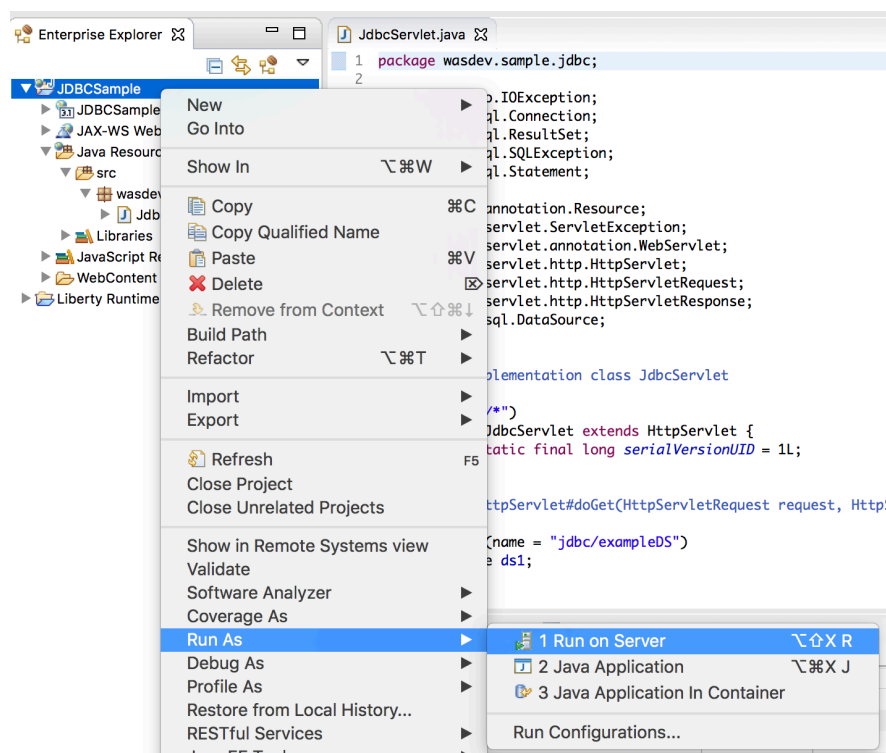 Enterprise Explorer
JDBCSample
JDBCSample
JAX-WS Web
Java Resourc
src
wasdev
Jdb
Libraries
JavaScript Re
WebContent
Liberty Runtime
New
Go Into
Show In ⌥⌘W
Copy ⌘C
Copy Qualified Name
Paste ⌘V
Delete ⌦
Remove from Context ⌥⇧⌘↓
Build Path
Refactor ⌥⌘T
Import
Export
Refresh F5
Close Project
Close Unrelated Projects
Show in Remote Systems view
Validate
Software Analyzer
Coverage As
Run As
Debug As
Profile As
Restore from Local History...
RESTful Services
1 Run on Server ⌥⇧X R
2 Java Application ⌥⌘X J
3 Java Application In Container
Run Configurations...
JdbcServlet.java
1 package wasdev.sample.jdbc;
2
o.IOException;
ql.Connection;
ql.ResultSet;
ql.SQLException;
ql.Statement;
annotation.Resource;
servlet.ServletException;
servlet.annotation.WebServlet;
servlet.http.HttpServlet;
servlet.http.HttpServletRequest;
servlet.http.HttpServletResponse;
sql.DataSource;
plementation class JdbcServlet
/*")
JdbcServlet extends HttpServlet {
tatic final long serialVersionUID = 1L;
ttpServlet#doGet(HttpServletRequest request, Http
(name = "jdbc/exampleDS")
e ds1;